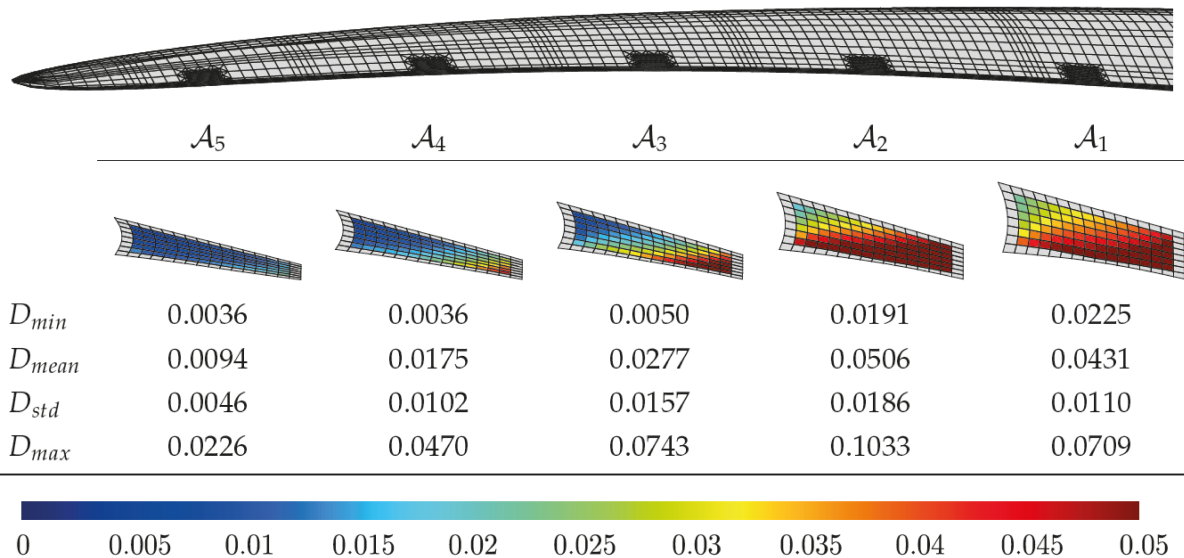 𝒜₅ 𝒜₄ 𝒜₃ 𝒜₂ 𝒜₁
D_min 0.0036 0.0036 0.0050 0.0191 0.0225
D_mean 0.0094 0.0175 0.0277 0.0506 0.0431
D_std 0.0046 0.0102 0.0157 0.0186 0.0110
D_max 0.0226 0.0470 0.0743 0.1033 0.0709
0 0.005 0.01 0.015 0.02 0.025 0.03 0.035 0.04 0.045 0.05